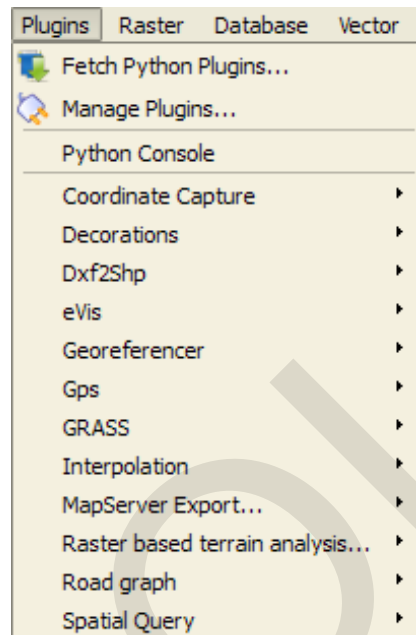 Plugins Raster Database Vector
Fetch Python Plugins...
Manage Plugins...
Python Console
Coordinate Capture
Decorations
Dxf2Shp
eVis
Georeferencer
Gps
GRASS
Interpolation
MapServer Export...
Raster based terrain analysis...
Road graph
Spatial Query